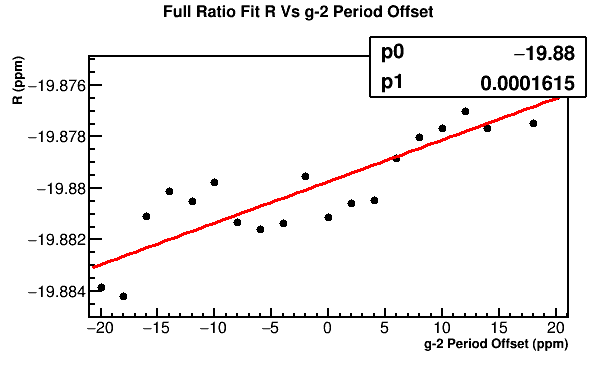 Full Ratio Fit R Vs g-2 Period Offset
p0 −19.88
p1 0.0001615
R (ppm)
−19.876
−19.878
−19.88
−19.882
−19.884
−20 −15 −10 −5 0 5 10 15 20
g-2 Period Offset (ppm)